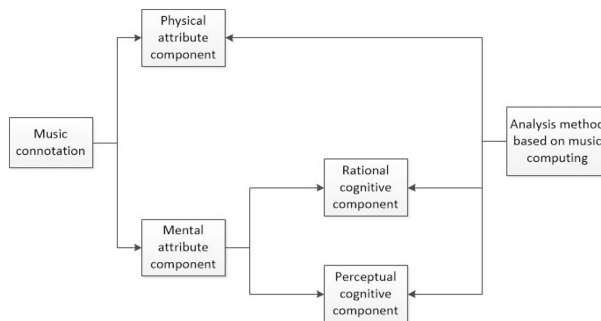 Physical
attribute
component
Music
connotation
Analysis method
based on music
computing
Rational
cognitive
component
Mental
attribute
component
Perceptual
cognitive
component